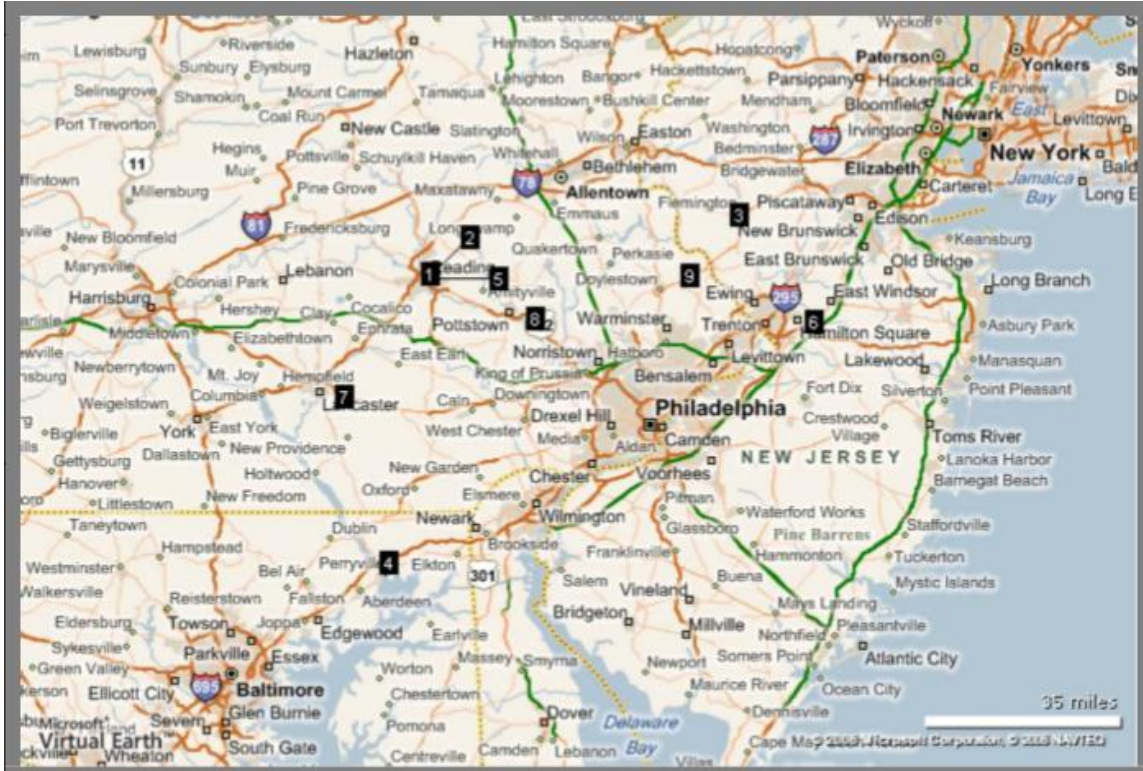 Wyckoff
Lewisburg
Riverside
Hazleton
Hamilton Square
Hopatcong
Paterson
Yonkers
Sunbury
Elysburg
Lehighton
Bangor
Hackettstown
Parsippany
Hackensack
Selinsgrove
Shamokin
Mount Carmel
Tamaqua
Moorestown
Bushkill Center
Mendham
Bloomfield
Fairview
East
Port Trevorton
Coal Run
New Castle
Slatington
Wilson
Easton
Washington
Irvington
Newark
Levittown
11
Hegins
Pottsville
Schuylkill Haven
Whitehall
Bethlehem
Bedminster
287
Muir
Bridgewater
Elizabeth
New York
Millersburg
Pine Grove
Maxatawny
78
Allentown
Flemington
3
Piscataway
Carteret
Jamaica
Bay
81
Fredericksburg
Emmaus
Edison
New Bloomfield
2
Quakertown
Perkasie
New Brunswick
Keansburg
Marysville
Lebanon
1
5
Doylestown
9
East Brunswick
Old Bridge
Colonial Park
Amityville
Long Branch
Harrisburg
Hershey
Clay
Cocalico
Ewing
295
East Windsor
Pottstown
8
Warminster
Trenton
6
Hamilton Square
Asbury Park
Middletown
Elizabethtown
Ephrata
East Earl
Norristown
Hatboro
Levittown
Lakewood
Manasquan
Newberrytown
Mt. Joy
Hempfield
King of Prussia
Bensalem
Fort Dix
Silverton
Point Pleasant
Weigelstown
Columbia
7
Lancaster
Caln
Downingtown
Drexel Hill
Philadelphia
Crestwood
Village
York
East York
West Chester
Media
Aldan
Camden
Toms River
Biglerville
Dallastown
New Providence
NEW JERSEY
Gettysburg
Holtwood
New Garden
Chester
Voorhees
Lanoka Harbor
Hanover
Oxford
Elsmere
Pitman
Barnegat Beach
Littlestown
New Freedom
Wilmington
Waterford Works
Taneytown
Dublin
Newark
Glassboro
Staffordville
Hampstead
Brookside
Pine Barrens
Franklinville
Hammonton
Tuckerton
Westminster
Bel Air
Perryville
4
Elkton
301
Salem
Buena
Mystic Islands
Walkersville
Reisterstown
Fallston
Aberdeen
Vineland
Mays Landing
Eldersburg
Towson
Joppa
Edgewood
Earlville
Bridgeton
Millville
Northfield
Pleasantville
Sykesville
Parkville
Essex
Massey
Smyrna
Newport
Somers Point
Atlantic City
Green Valley
Worton
Ellicott City
695
Baltimore
Chestertown
Maurice River
Ocean City
35 miles
Severn
Glen Burnie
Pomona
Dover
Delaware
Bay
Dennisville
Microsoft
Virtual Earth™
South Gate
Centreville
Camden
Lebanon
Villas
Cape May
Wheaton